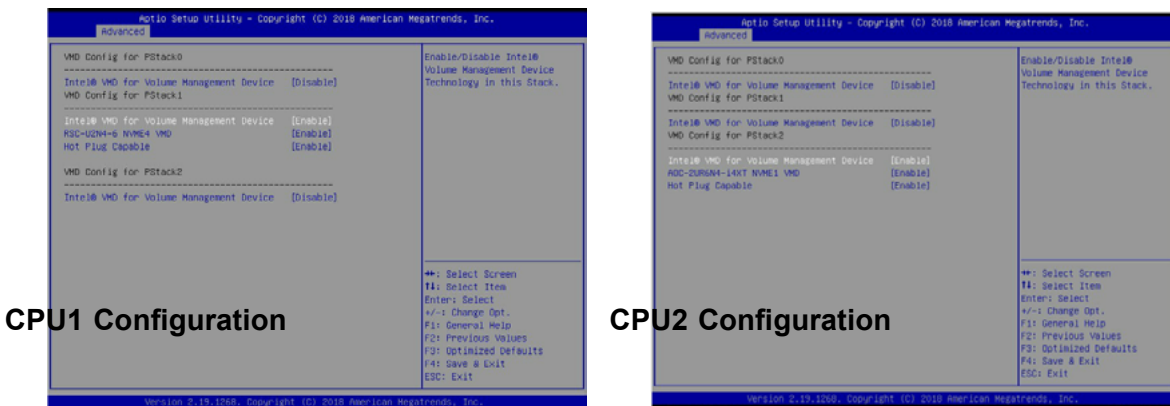 Aptio Setup Utility – Copyright (C) 2018 American Megatrends, Inc.
Advanced
VMD Config for PStack0
Intel® VMD for Volume Management Device [Disable]
VMD Config for PStack1
Intel® VMD for Volume Management Device [Enable]
RSC-U2N4-6 NVME4 VMD [Enable]
Hot Plug Capable [Enable]
VMD Config for PStack2
Intel® VMD for Volume Management Device [Disable]
Enable/Disable Intel®
Volume Management Device
Technology in this Stack.
++: Select Screen
↑↓: Select Item
Enter: Select
+/-: Change Opt.
F1: General Help
F2: Previous Values
F3: Optimized Defaults
F4: Save & Exit
ESC: Exit
Version 2.19.1268. Copyright (C) 2018 American Megatrends, Inc.
CPU1 Configuration
Aptio Setup Utility – Copyright (C) 2018 American Megatrends, Inc.
Advanced
VMD Config for PStack0
Intel® VMD for Volume Management Device [Disable]
VMD Config for PStack1
Intel® VMD for Volume Management Device [Disable]
VMD Config for PStack2
Intel® VMD for Volume Management Device [Enable]
AOC-2UR6N4-i4XT NVME1 VMD [Enable]
Hot Plug Capable [Enable]
Enable/Disable Intel®
Volume Management Device
Technology in this Stack.
++: Select Screen
↑↓: Select Item
Enter: Select
+/-: Change Opt.
F1: General Help
F2: Previous Values
F3: Optimized Defaults
F4: Save & Exit
ESC: Exit
Version 2.19.1268. Copyright (C) 2018 American Megatrends, Inc.
CPU2 Configuration